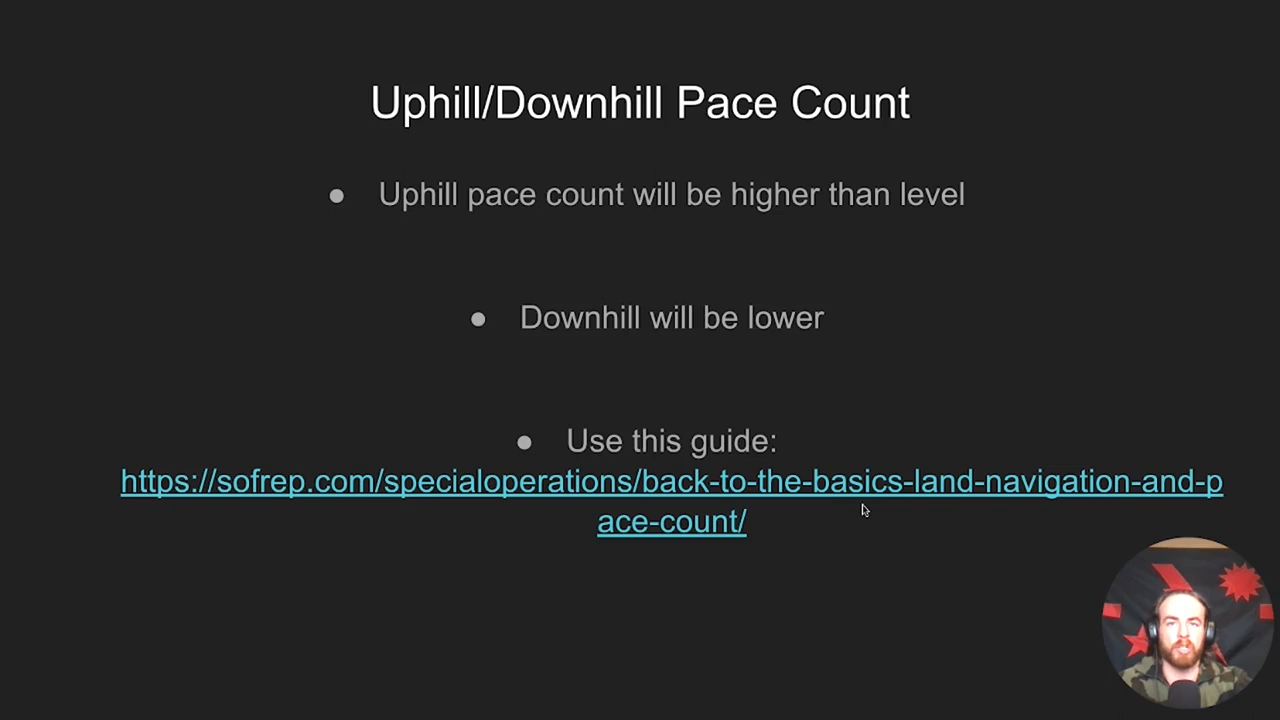 Uphill/Downhill Pace Count
● Uphill pace count will be higher than level
● Downhill will be lower
● Use this guide:
https://sofrep.com/specialoperations/back-to-the-basics-land-navigation-and-p
ace-count/